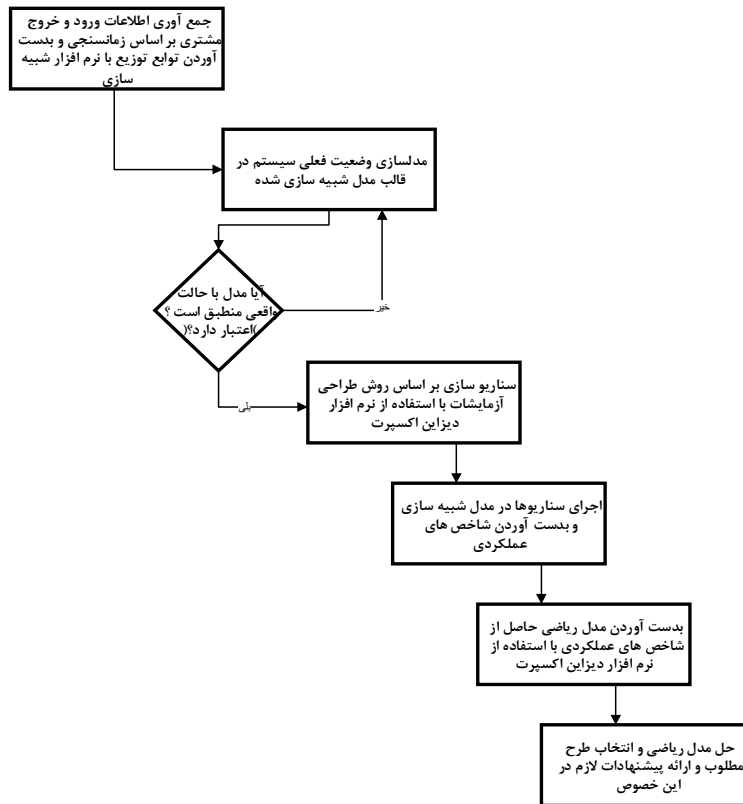 جمع آوری اطلاعات ورود و خروج
مشتری بر اساس زمانسنجی و بدست
آوردن توابع توزیع با نرم افزار شبیه
سازی
مدلسازی وضعیت فعلی سیستم در
قالب مدل شبیه سازی شده
آیا مدل با حالت
واقعی منطبق است ؟
)اعتبار دارد؟(
خیر
بلی
سناریو سازی بر اساس روش طراحی
آزمایشات با استفاده از نرم افزار
دیزاین اکسپرت
اجرای سناریوها در مدل شبیه سازی
و بدست آوردن شاخص های
عملکردی
بدست آوردن مدل ریاضی حاصل از
شاخص های عملکردی با استفاده از
نرم افزار دیزاین اکسپرت
حل مدل ریاضی و انتخاب طرح
مطلوب و ارائه پیشنهادات لازم در
این خصوص